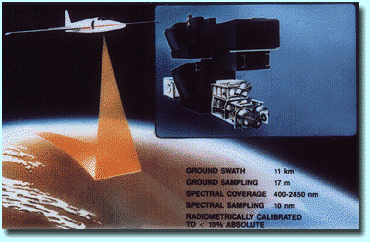 GROUND SWATH 11 km
GROUND SAMPLING 17 m
SPECTRAL COVERAGE 400-2450 nm
SPECTRAL SAMPLING 10 nm
RADIOMETRICALLY CALIBRATED
TO < 10% ABSOLUTE